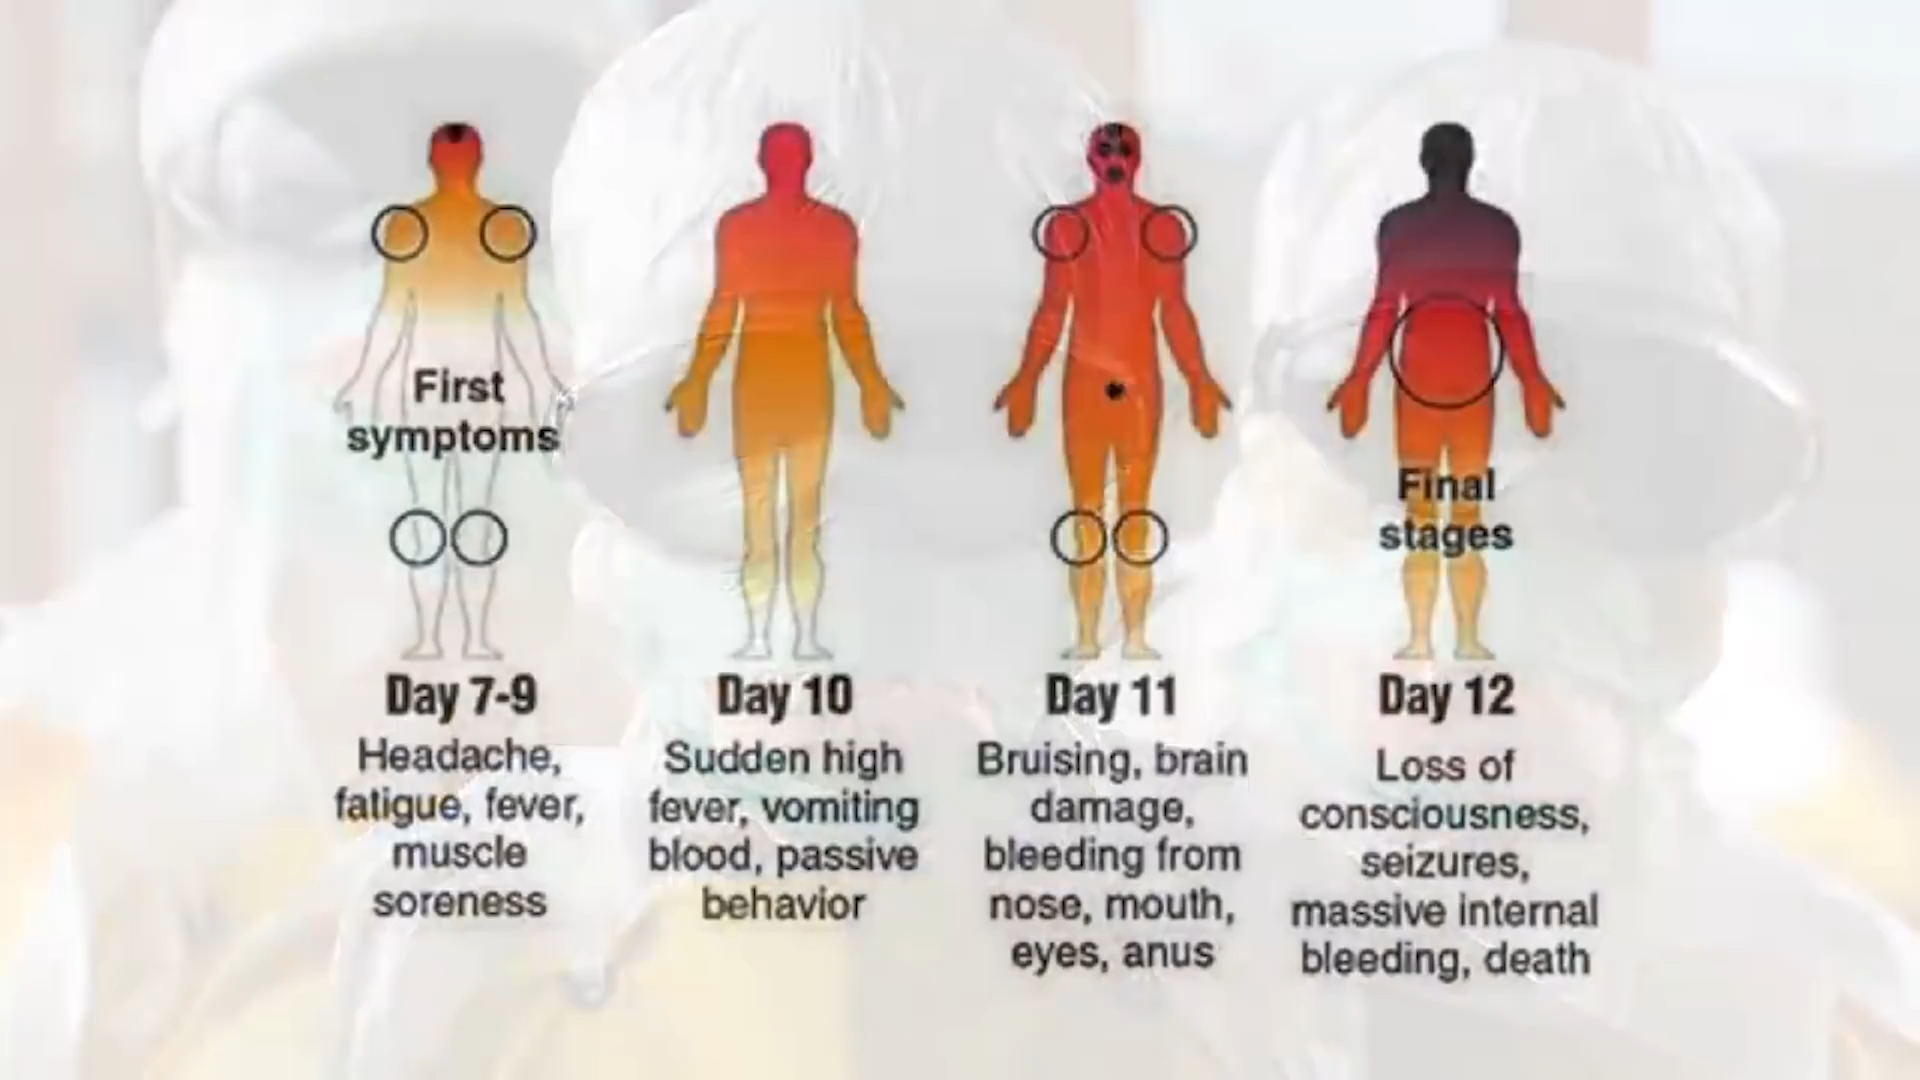 First
symptoms
Final
stages
Day 7-9
Headache,
fatigue, fever,
muscle
soreness
Day 10
Sudden high
fever, vomiting
blood, passive
behavior
Day 11
Bruising, brain
damage,
bleeding from
nose, mouth,
eyes, anus
Day 12
Loss of
consciousness,
seizures,
massive internal
bleeding, death